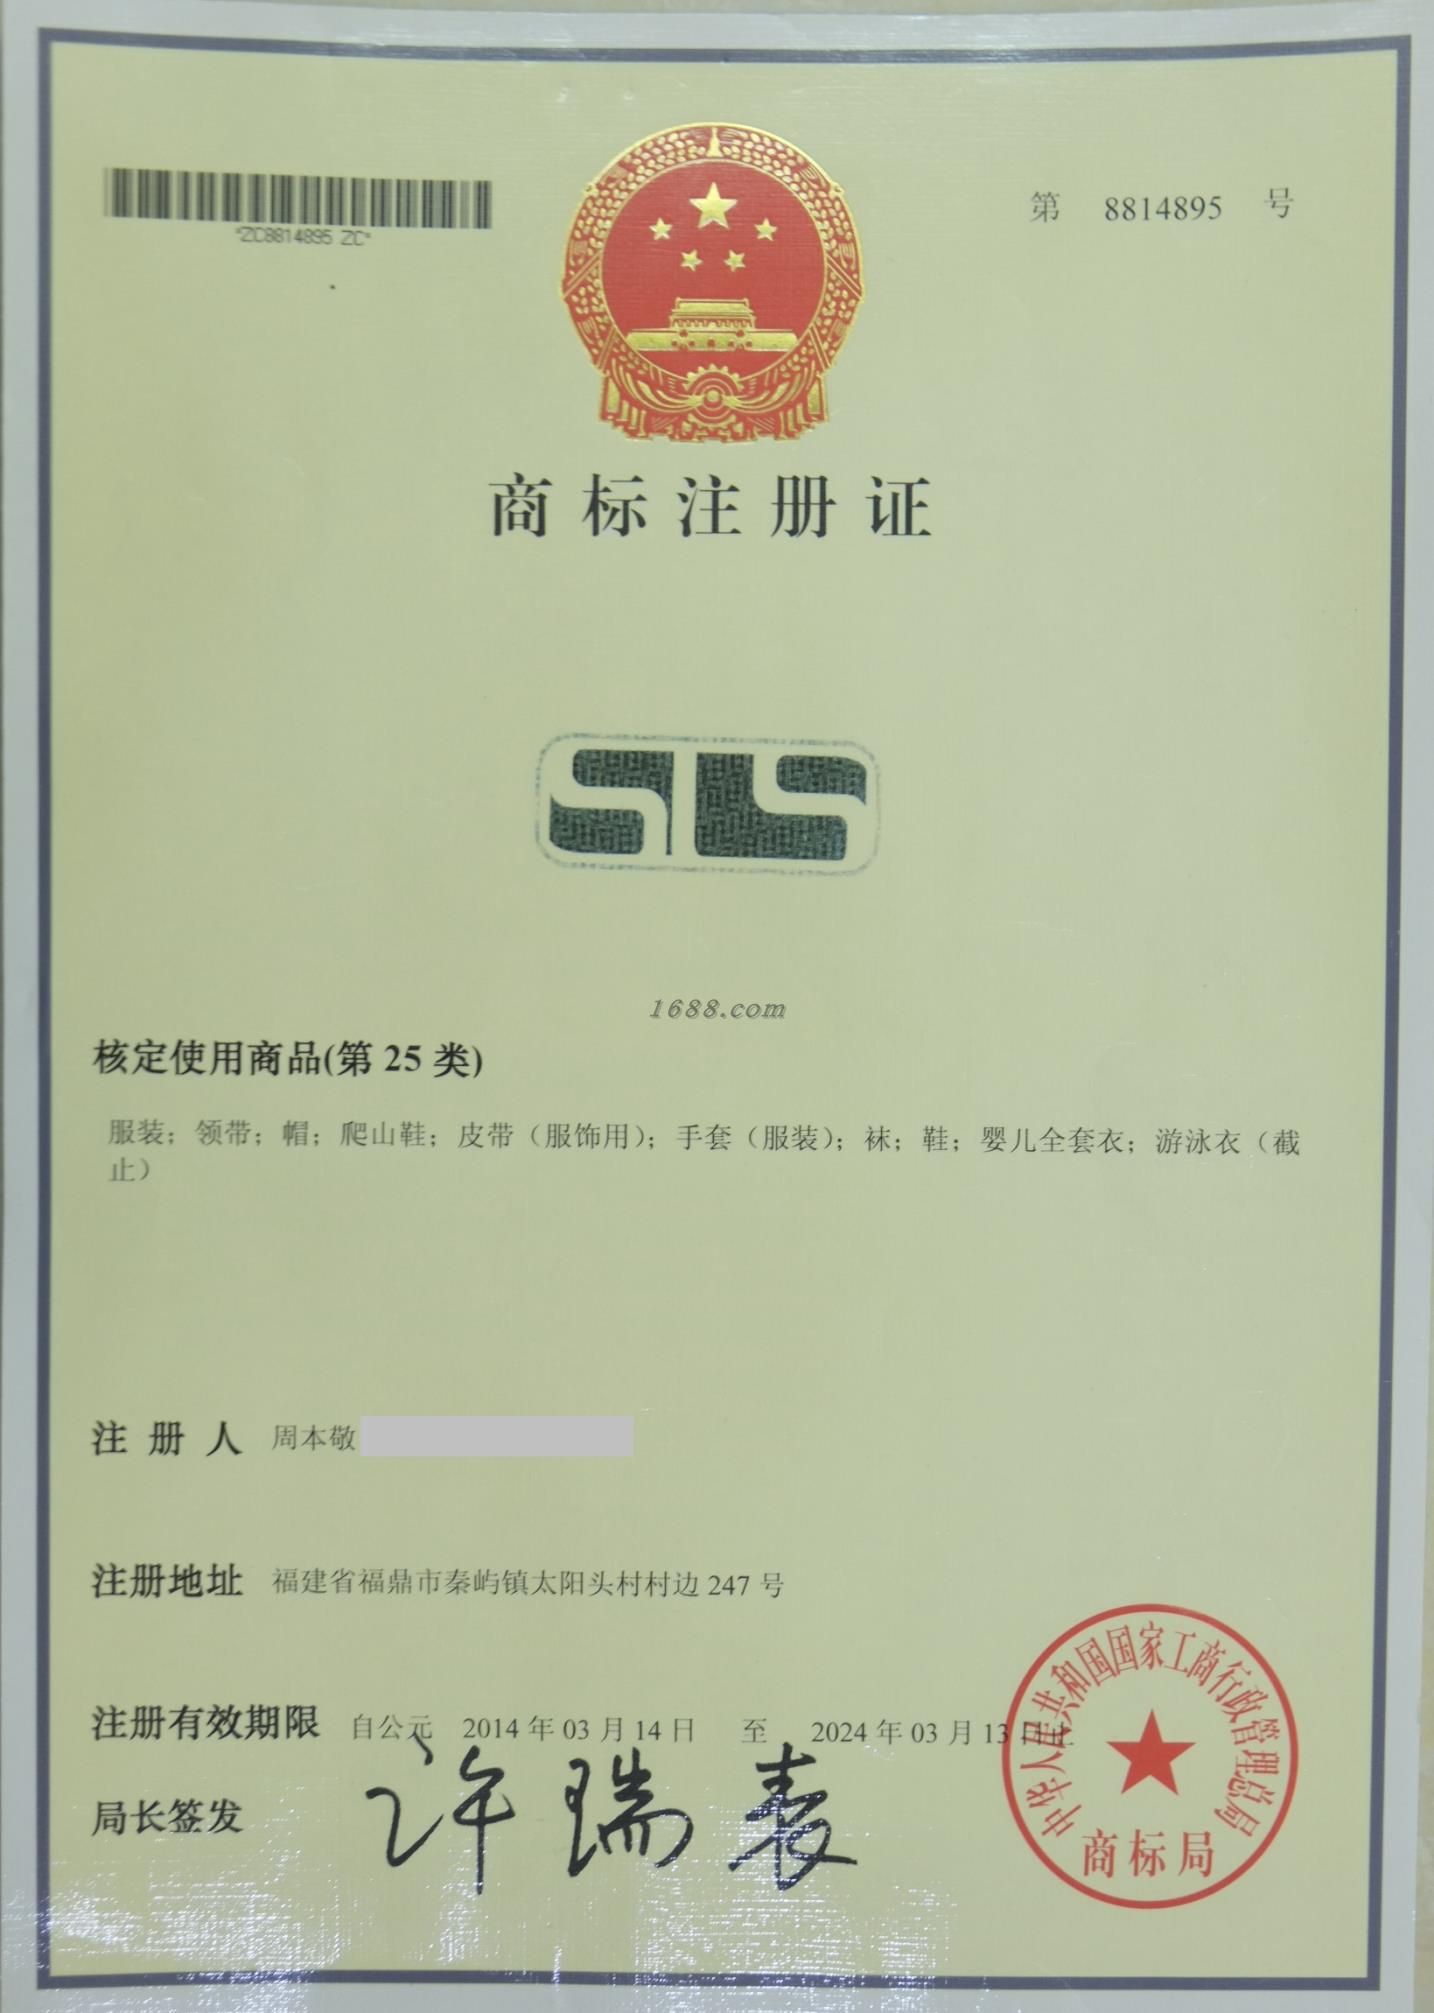 第 8814895 号
*ZC8814895 ZC*
商标注册证
SLS
1688.com
核定使用商品(第 25 类)
服装；领带；帽；爬山鞋；皮带（服饰用）；手套（服装）；袜；鞋；婴儿全套衣；游泳衣（截
止）
注册人 周本敬
注册地址 福建省福鼎市秦屿镇太阳头村村边 247 号
注册有效期限 自公元 2014 年 03 月 14 日 至 2024 年 03 月 13 日止
局长签发 许瑞表
中华人民共和国国家工商行政管理总局
商标局